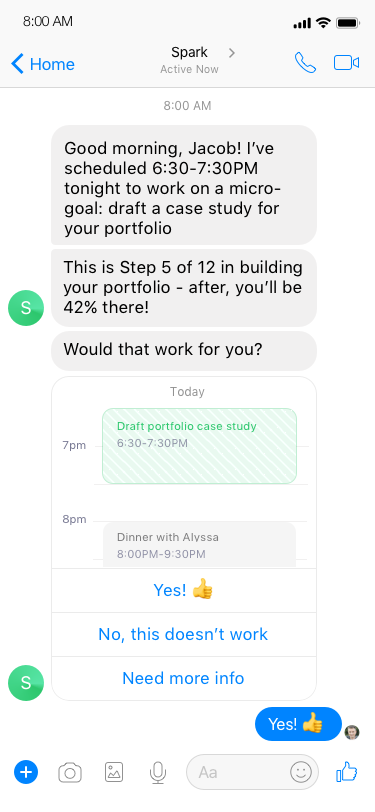 8:00 AM
Home
Spark
Active Now
8:00 AM
Good morning, Jacob! I’ve
scheduled 6:30-7:30PM
tonight to work on a micro-
goal: draft a case study for
your portfolio
This is Step 5 of 12 in building
your portfolio - after, you’ll be
42% there!
S
Would that work for you?
Today
Draft portfolio case study
7pm
6:30-7:30PM
8pm
Dinner with Alyssa
8:00PM-9:30PM
Yes! 👍
No, this doesn’t work
Need more info
S
Yes! 👍
Aa